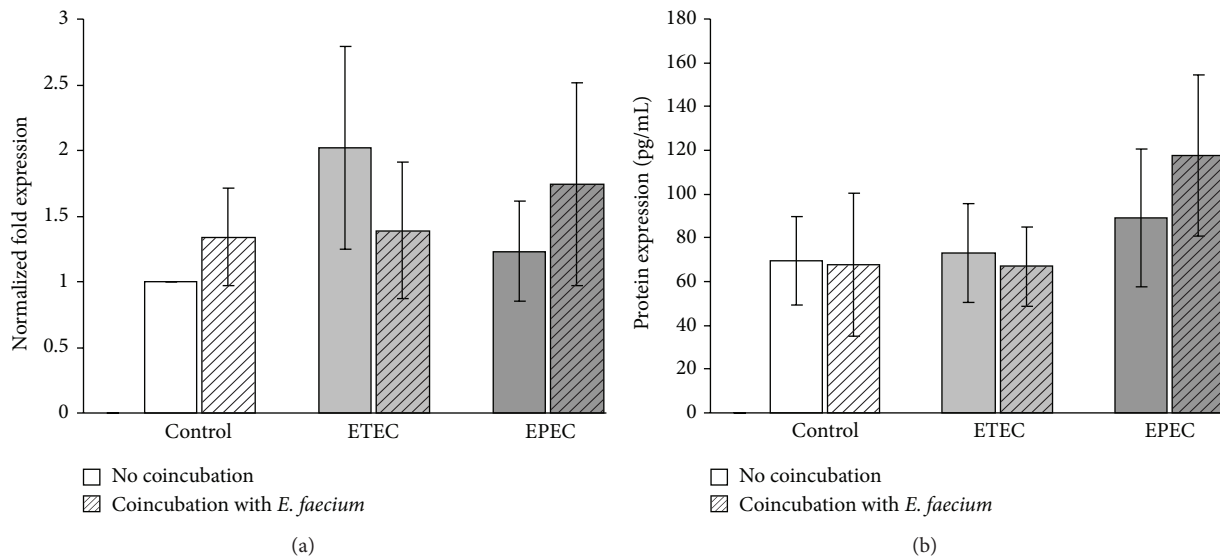 3
2.5
2
1.5
1
0.5
0
Normalized fold expression
Control
ETEC
EPEC
No coincubation
Coincubation with E. faecium
(a)
180
160
140
120
100
80
60
40
20
0
Protein expression (pg/mL)
Control
ETEC
EPEC
No coincubation
Coincubation with E. faecium
(b)